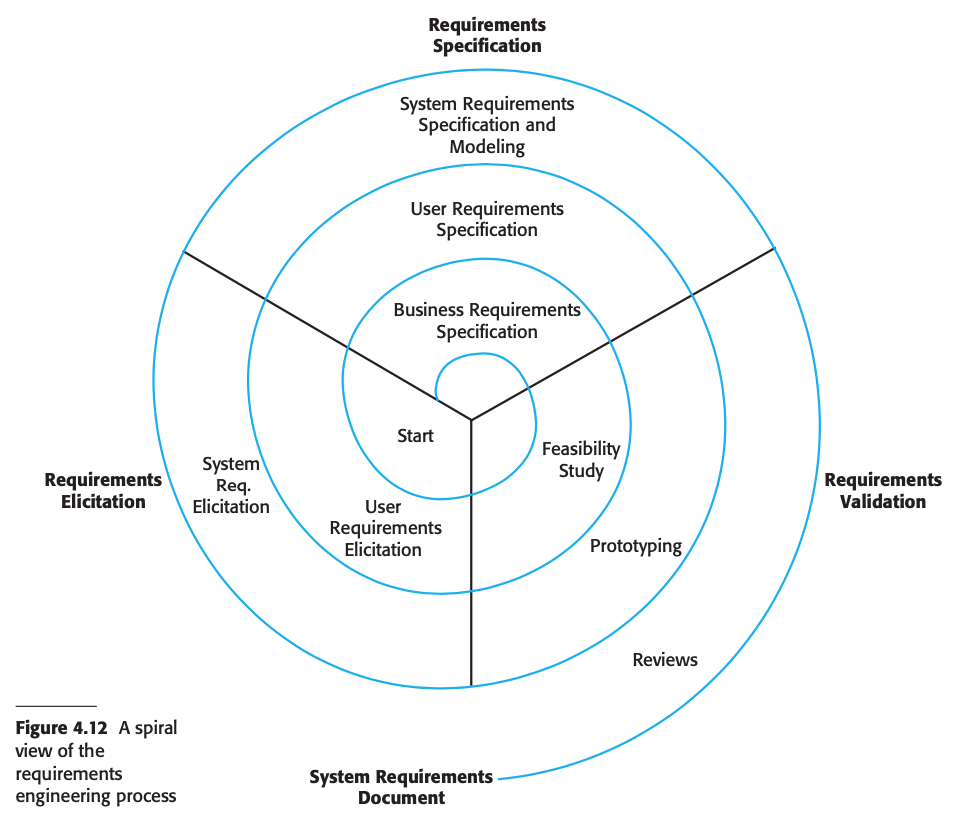 Requirements
Specification
System Requirements
Specification and
Modeling
User Requirements
Specification
Business Requirements
Specification
Start
Feasibility
Study
System
Req.
Elicitation
Requirements
Elicitation
User
Requirements
Elicitation
Requirements
Validation
Prototyping
Reviews
Figure 4.12 A spiral
view of the
requirements
engineering process
System Requirements
Document